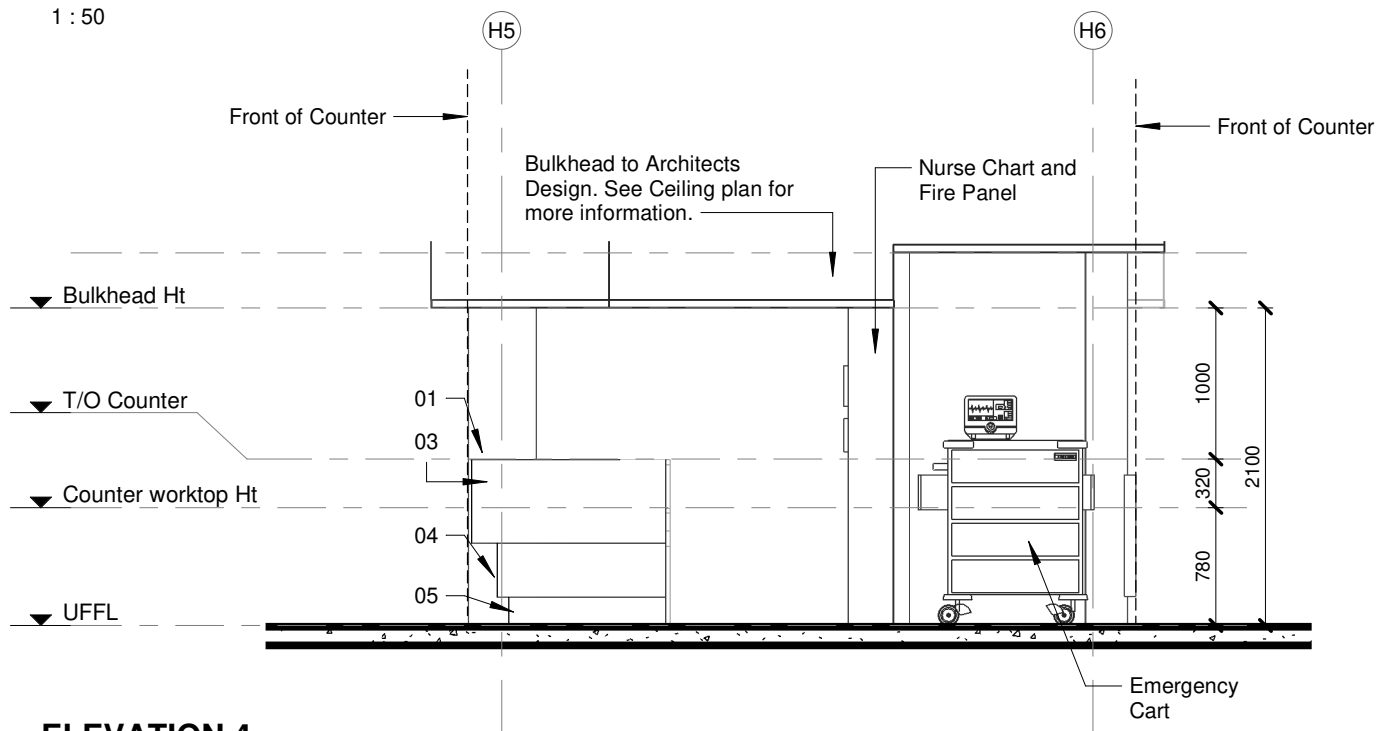 1 : 50
H5
H6
Front of Counter
Front of Counter
Bulkhead to Architects
Design. See Ceiling plan for
more information.
Nurse Chart and
Fire Panel
Bulkhead Ht
T/O Counter
Counter worktop Ht
UFFL
01
03
04
05
1000
320
780
2100
Emergency
Cart
ELEVATION 4